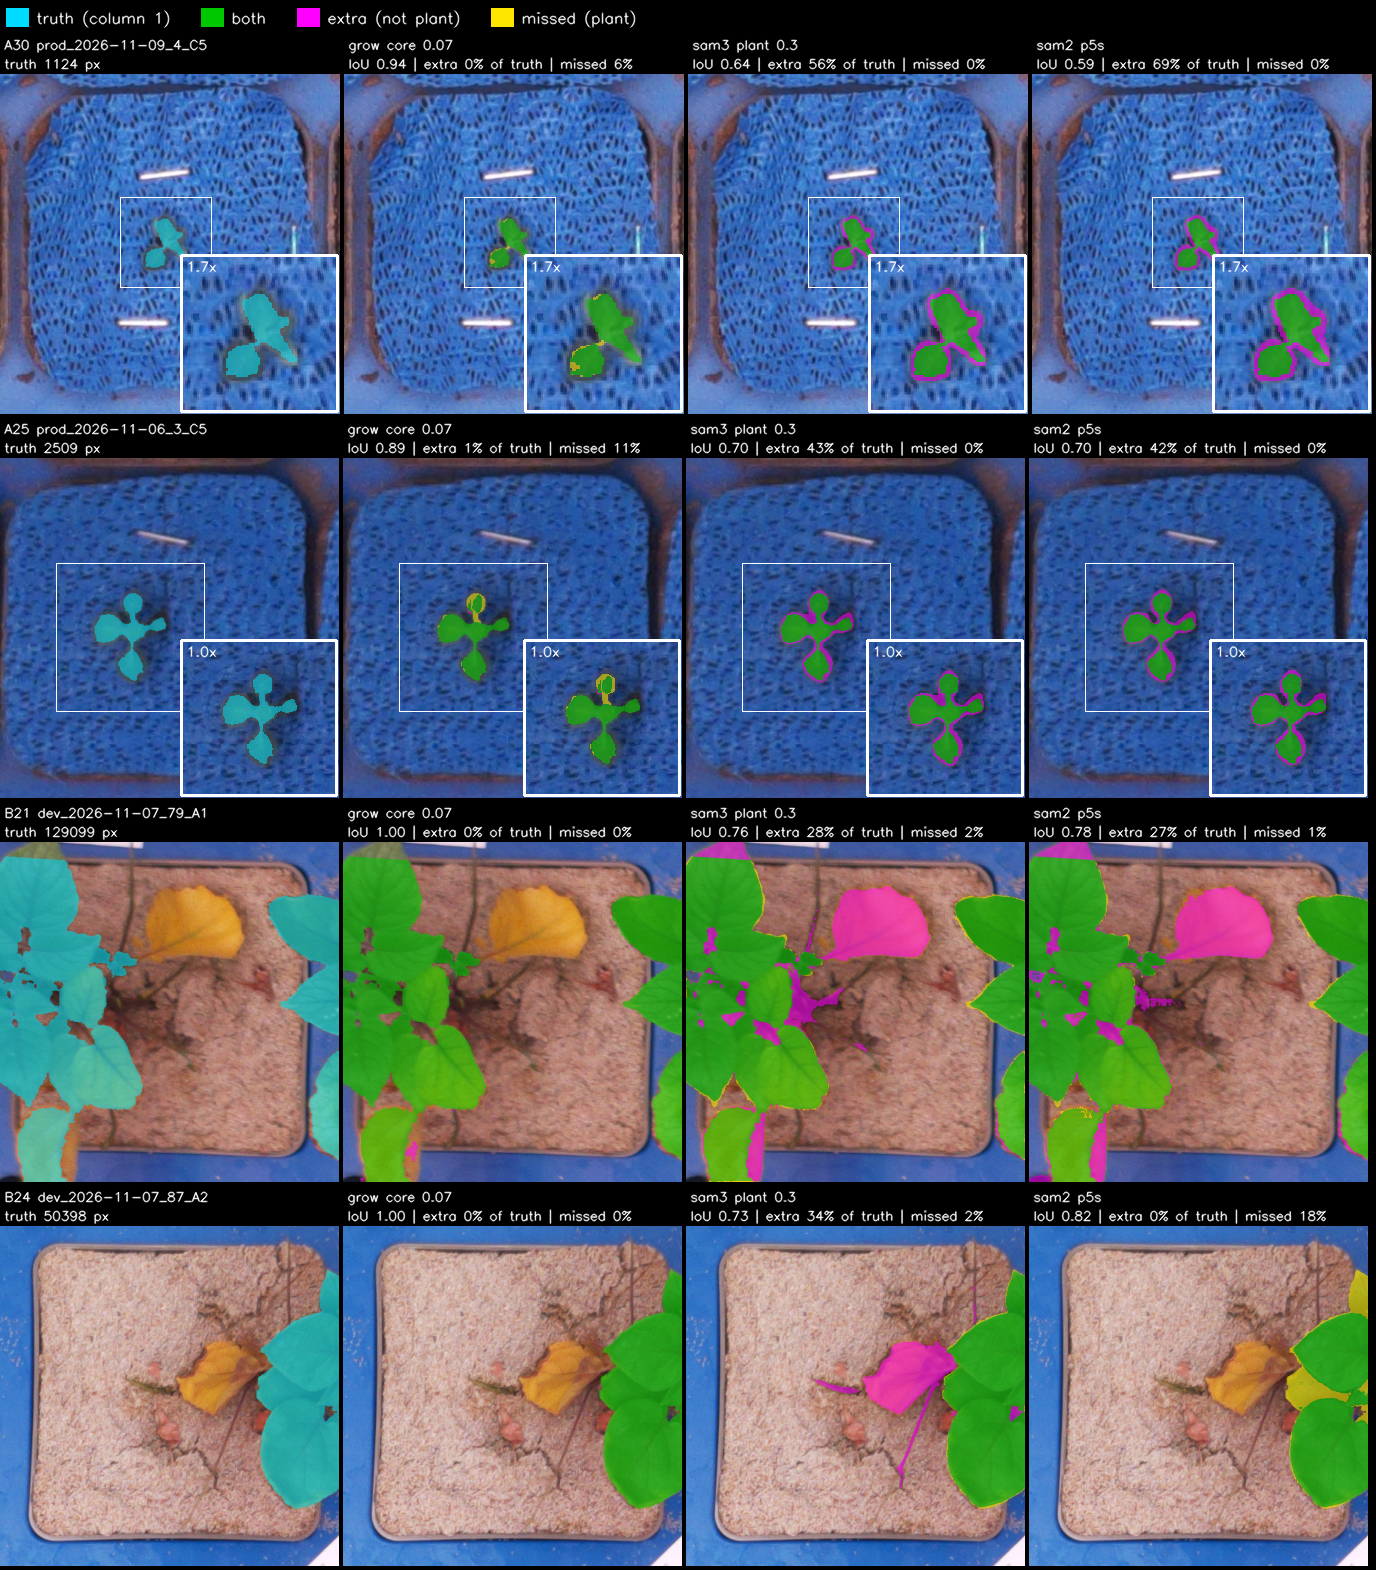 truth (column 1) both extra (not plant) missed (plant)
A30 prod_2026-11-09_4_C5 grow core 0.07 sam3 plant 0.3 sam2 p5s
truth 1124 px IoU 0.94 | extra 0% of truth | missed 6% IoU 0.64 | extra 56% of truth | missed 0% IoU 0.59 | extra 69% of truth | missed 0%
1.7x 1.7x 1.7x 1.7x
A25 prod_2026-11-06_3_C5 grow core 0.07 sam3 plant 0.3 sam2 p5s
truth 2509 px IoU 0.89 | extra 1% of truth | missed 11% IoU 0.70 | extra 43% of truth | missed 0% IoU 0.70 | extra 42% of truth | missed 0%
1.0x 1.0x 1.0x 1.0x
B21 dev_2026-11-07_79_A1 grow core 0.07 sam3 plant 0.3 sam2 p5s
truth 129099 px IoU 1.00 | extra 0% of truth | missed 0% IoU 0.76 | extra 28% of truth | missed 2% IoU 0.78 | extra 27% of truth | missed 1%
B24 dev_2026-11-07_87_A2 grow core 0.07 sam3 plant 0.3 sam2 p5s
truth 50398 px IoU 1.00 | extra 0% of truth | missed 0% IoU 0.73 | extra 34% of truth | missed 2% IoU 0.82 | extra 0% of truth | missed 18%